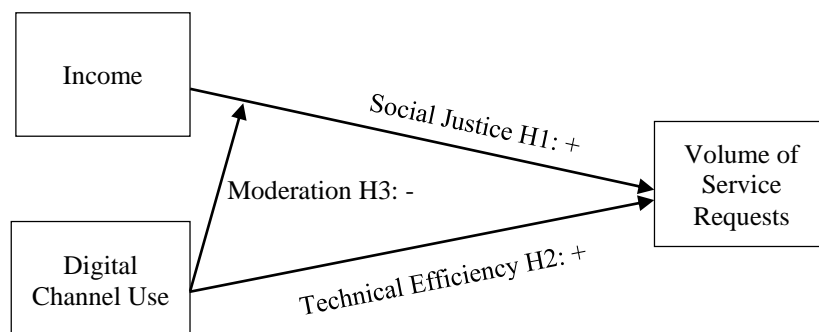 Income
Social Justice H1: +
Volume of
Service
Requests
Moderation H3: -
Digital
Channel Use
Technical Efficiency H2: +